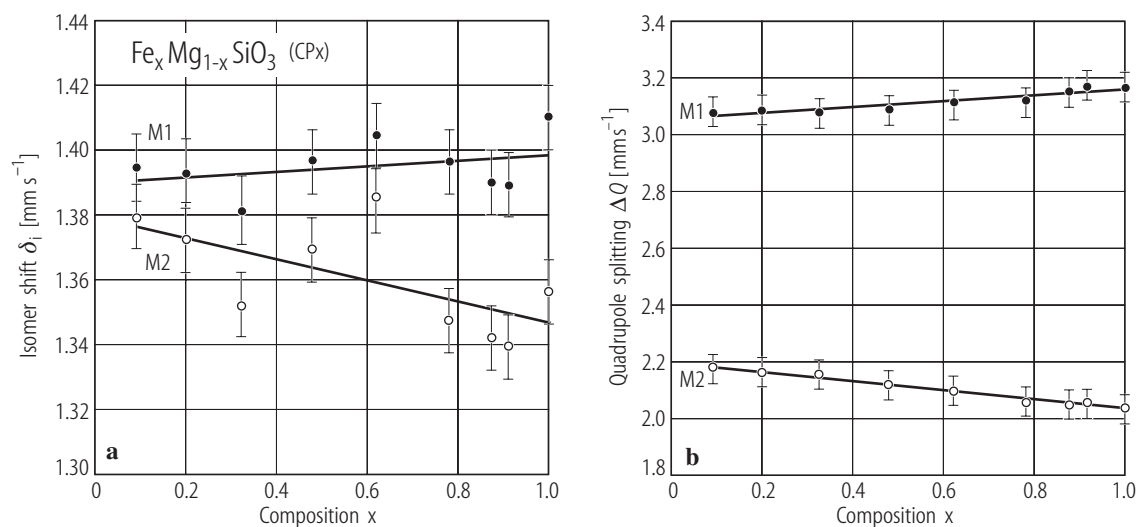 1.44
1.42
1.40
1.38
1.36
1.34
1.32
1.30
Isomer shift δᵢ [mm s⁻¹]
FeₓMg₁₋ₓSiO₃ (CPx)
M1
M2
a
0 0.2 0.4 0.6 0.8 1.0
Composition x
3.4
3.2
3.0
2.8
2.6
2.4
2.2
2.0
1.8
Quadrupole splitting ΔQ [mm s⁻¹]
M1
M2
b
0 0.2 0.4 0.6 0.8 1.0
Composition x